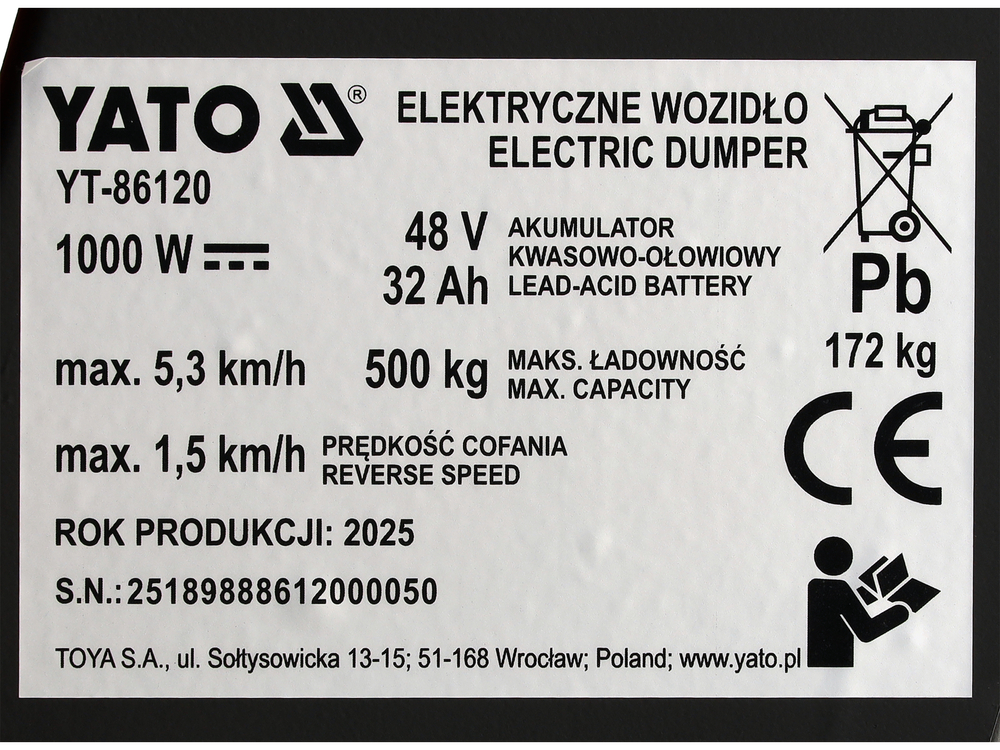 YATO ®
ELEKTRYCZNE WOZIDŁO
ELECTRIC DUMPER
YT-86120
1000 W
48 V
32 Ah
AKUMULATOR
KWASOWO-OŁOWIOWY
LEAD-ACID BATTERY
Pb
172 kg
max. 5,3 km/h
500 kg
MAKS. ŁADOWNOŚĆ
MAX. CAPACITY
CE
max. 1,5 km/h
PRĘDKOŚĆ COFANIA
REVERSE SPEED
ROK PRODUKCJI: 2025
S.N.: 25189888612000050
TOYA S.A., ul. Sołtysowicka 13-15; 51-168 Wrocław; Poland; www.yato.pl